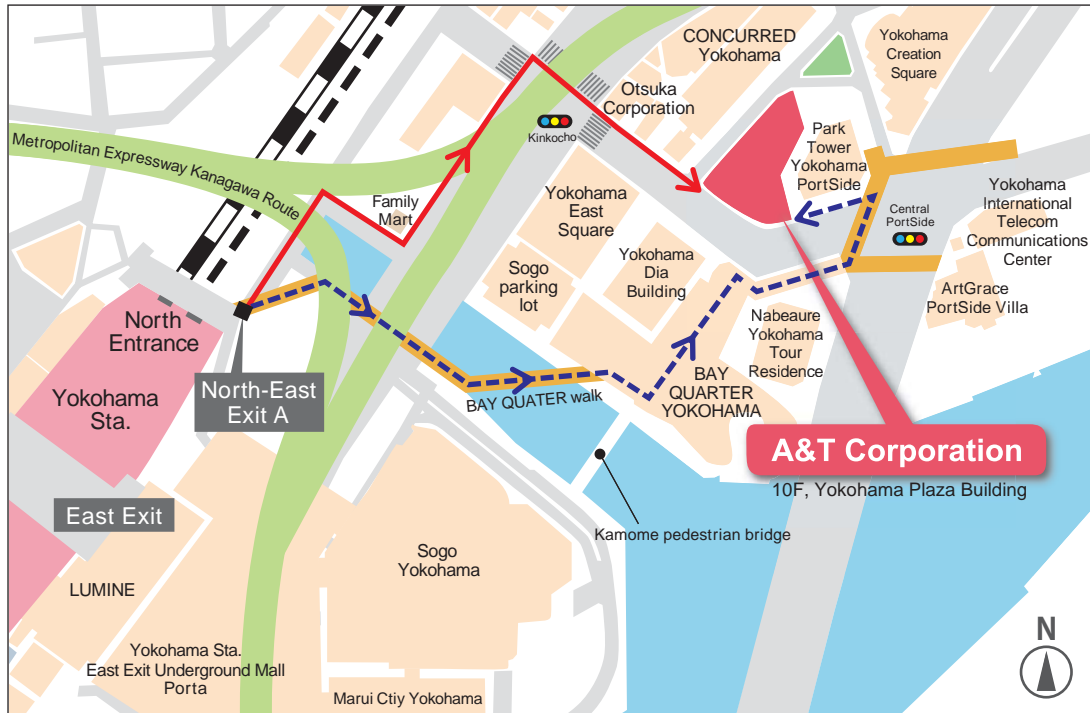 CONCURRED
Yokohama
Yokohama
Creation
Square
Otsuka
Corporation
Kinkocho
Metropolitan Expressway Kanagawa Route
Park
Tower
Yokohama
PortSide
Family
Mart
Yokohama
East
Square
Central
PortSide
Yokohama
International
Telecom
Communications
Center
Yokohama
Dia
Building
Sogo
parking
lot
ArtGrace
PortSide Villa
North
Entrance
Nabeaure
Yokohama
Tour
Residence
North-East
Exit A
Yokohama
Sta.
BAY QUATER walk
BAY
QUARTER
YOKOHAMA
A&T Corporation
10F, Yokohama Plaza Building
East Exit
Kamome pedestrian bridge
Sogo
Yokohama
LUMINE
Yokohama Sta.
East Exit Underground Mall
Porta
Marui Ctiy Yokohama
N